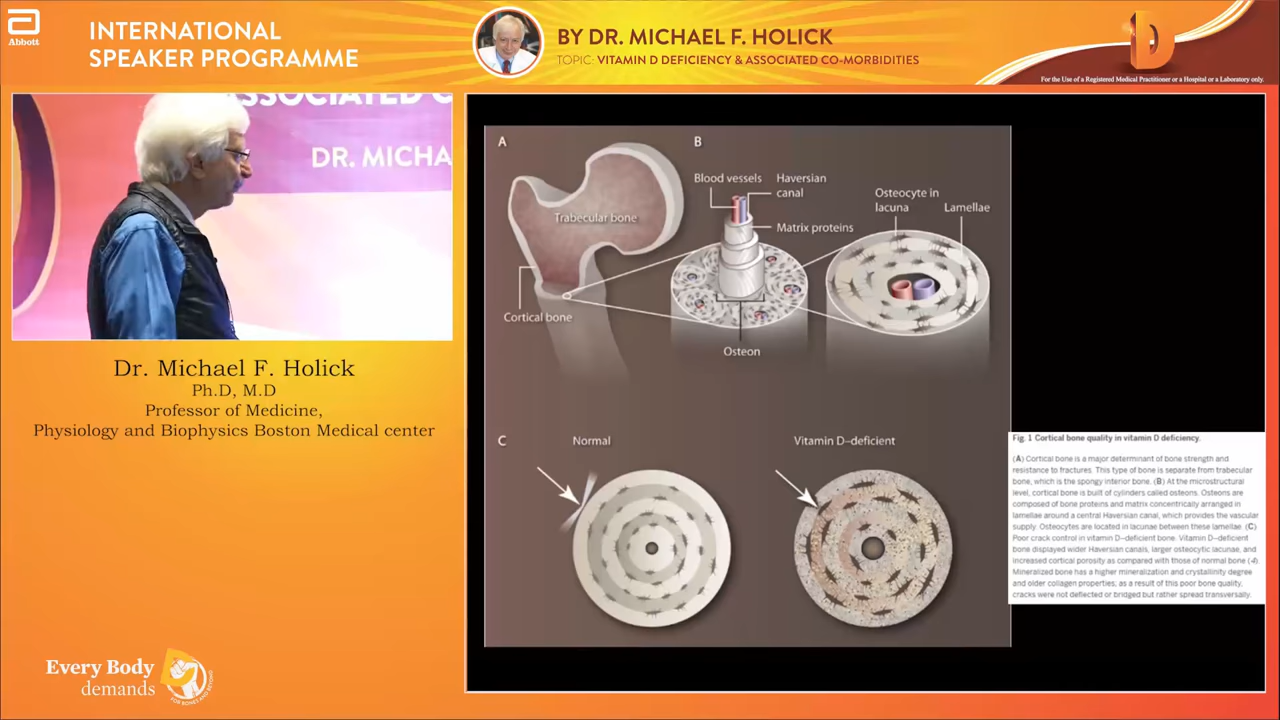 Abbott
INTERNATIONAL
SPEAKER PROGRAMME
BY DR. MICHAEL F. HOLICK
TOPIC: VITAMIN D DEFICIENCY & ASSOCIATED CO-MORBIDITIES
D
For the Use of a Registered Medical Practitioner or a Hospital or a Laboratory only.
ASSOCIATED C
DR. MICHA
Dr. Michael F. Holick
Ph.D, M.D
Professor of Medicine,
Physiology and Biophysics Boston Medical center
Every Body
demands
FOR BONES AND BEYOND
A
B
Blood vessels
Haversian
canal
Osteocyte in
lacuna
Lamellae
Trabecular bone
Matrix proteins
Cortical bone
Osteon
C
Normal
Vitamin D–deficient
Fig. 1 Cortical bone quality in vitamin D deficiency.
(A) Cortical bone is a major determinant of bone strength and
resistance to fractures. This type of bone is separate from trabecular
bone, which is the spongy interior bone. (B) At the microstructural
level, cortical bone is built of cylinders called osteons. Osteons are
composed of bone proteins and matrix concentrically arranged in
lamellae around a central Haversian canal, which provides the vascular
supply. Osteocytes are located in lacunae between these lamellae. (C)
Poor crack control in vitamin D–deficient bone. Vitamin D–deficient
bone displayed wider Haversian canals, larger osteocytic lacunae, and
increased cortical porosity as compared with those of normal bone (4).
Mineralized bone has a higher mineralization and crystallinity degree
and older collagen properties; as a result of this poor bone quality,
cracks were not deflected or bridged but rather spread transversally.